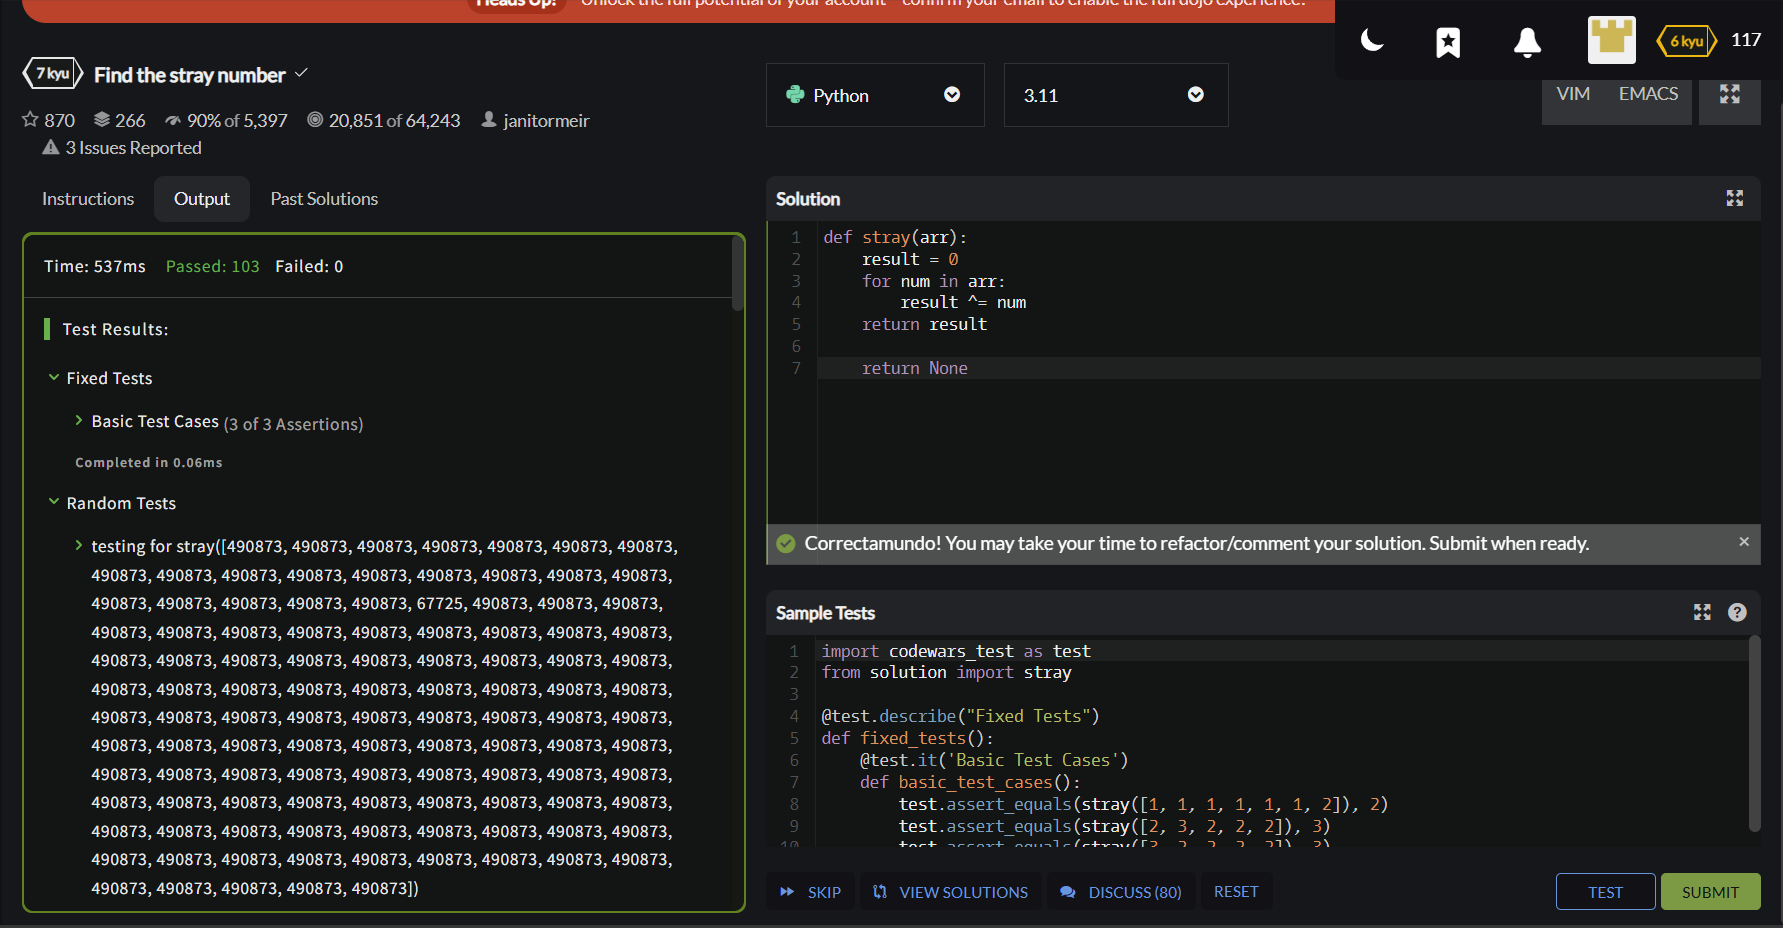 Heads Up! Unlock the full potential of your account - confirm your email to enable the full dojo experience!
6 kyu 117
7 kyu Find the stray number
870 266 90% of 5,397 20,851 of 64,243 janitormeir
3 Issues Reported
Python 3.11 VIM EMACS
Instructions Output Past Solutions
Time: 537ms Passed: 103 Failed: 0
Test Results:
Fixed Tests
Basic Test Cases (3 of 3 Assertions)
Completed in 0.06ms
Random Tests
testing for stray([490873, 490873, 490873, 490873, 490873, 490873, 490873,
490873, 490873, 490873, 490873, 490873, 490873, 490873, 490873, 490873,
490873, 490873, 490873, 490873, 490873, 67725, 490873, 490873, 490873,
490873, 490873, 490873, 490873, 490873, 490873, 490873, 490873, 490873,
490873, 490873, 490873, 490873, 490873, 490873, 490873, 490873, 490873,
490873, 490873, 490873, 490873, 490873, 490873, 490873, 490873, 490873,
490873, 490873, 490873, 490873, 490873, 490873, 490873, 490873, 490873,
490873, 490873, 490873, 490873, 490873, 490873, 490873, 490873, 490873,
490873, 490873, 490873, 490873, 490873, 490873, 490873, 490873, 490873,
490873, 490873, 490873, 490873, 490873, 490873, 490873, 490873, 490873,
490873, 490873, 490873, 490873, 490873, 490873, 490873, 490873, 490873,
490873, 490873, 490873, 490873, 490873, 490873, 490873, 490873, 490873,
490873, 490873, 490873, 490873, 490873])
Solution
1 def stray(arr):
2     result = 0
3     for num in arr:
4         result ^= num
5     return result
6
7     return None
Correctamundo! You may take your time to refactor/comment your solution. Submit when ready. ×
Sample Tests
1 import codewars_test as test
2 from solution import stray
3
4 @test.describe("Fixed Tests")
5 def fixed_tests():
6     @test.it('Basic Test Cases')
7     def basic_test_cases():
8         test.assert_equals(stray([1, 1, 1, 1, 1, 1, 2]), 2)
9         test.assert_equals(stray([2, 3, 2, 2, 2]), 3)
10         test.assert_equals(stray([3, 2, 2, 2, 2]), 3)
SKIP VIEW SOLUTIONS DISCUSS (80) RESET TEST SUBMIT